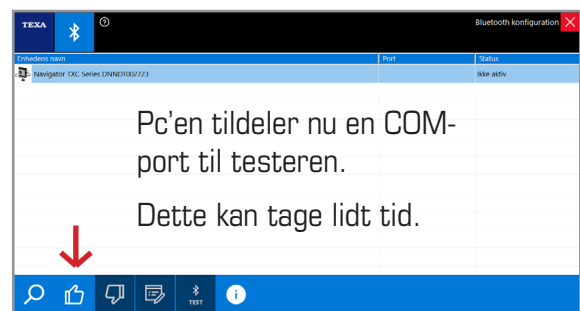 TEXA
Bluetooth konfiguration
Enhedens navn Port Status
Navigator TXC Series DNNDT002723 Ikke aktiv
Pc'en tildeler nu en COM-
port til testeren.
Dette kan tage lidt tid.
TEST